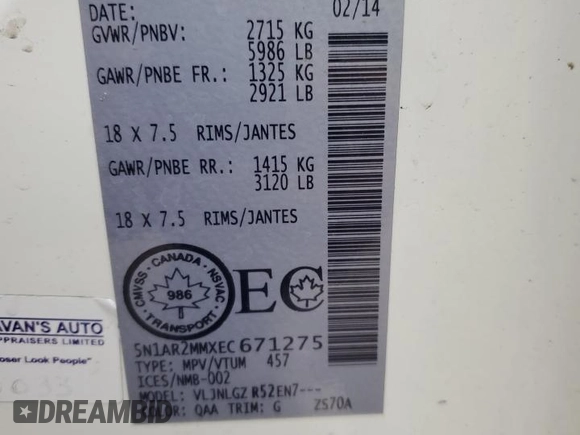 DATE: 02/14
GVWR/PNBV: 2715 KG
5986 LB
GAWR/PNBE FR.: 1325 KG
2921 LB
18 X 7.5 RIMS/JANTES
GAWR/PNBE RR.: 1415 KG
3120 LB
18 X 7.5 RIMS/JANTES
CMVSS · CANADA · NSVAC
986
TRANSPORT
EC
5N1AR2MMXEC671275
TYPE: MPV/VTUM 457
ICES/NMB-002
MODEL: VLJNLGZ R52EN7---
COLOR: QAA TRIM: G ZS70A
AVAN'S AUTO
PPRAISERS LIMITED
oser Look People"
DREAMBID